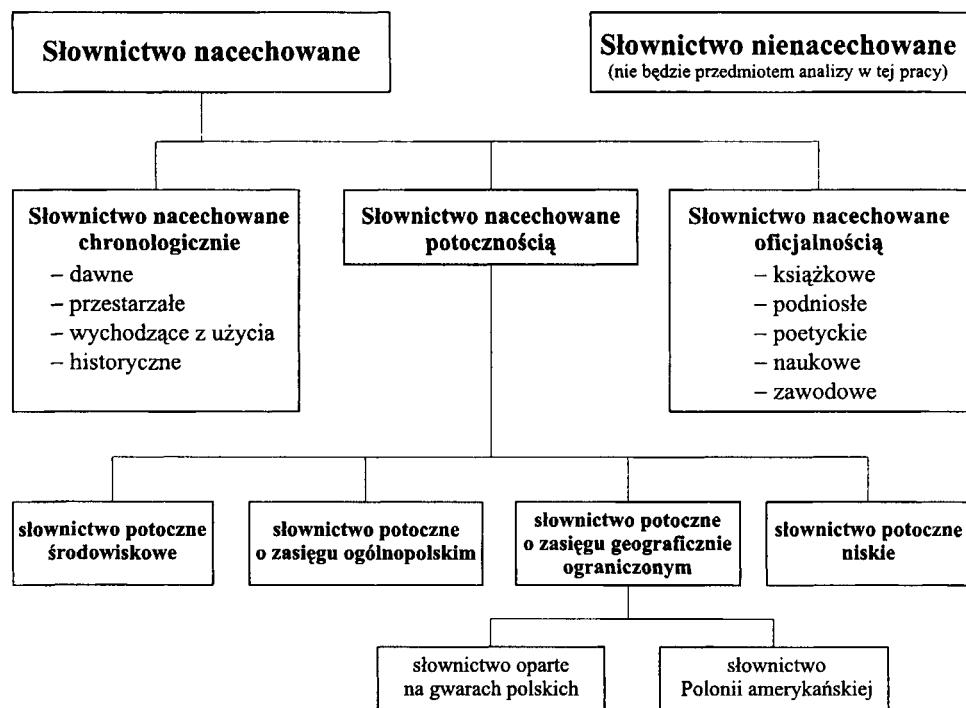 Słownictwo nacechowane
Słownictwo nienacechowane
(nie będzie przedmiotem analizy w tej pracy)
Słownictwo nacechowane
chronologicznie
– dawne
– przestarzałe
– wychodzące z użycia
– historyczne
Słownictwo nacechowane
potocznością
Słownictwo nacechowane
oficjalnością
– książkowe
– podniosłe
– poetyckie
– naukowe
– zawodowe
słownictwo potoczne
środowiskowe
słownictwo potoczne
o zasięgu ogólnopolskim
słownictwo potoczne
o zasięgu geograficznie
ograniczonym
słownictwo potoczne
niskie
słownictwo oparte
na gwarach polskich
słownictwo
Polonii amerykańskiej